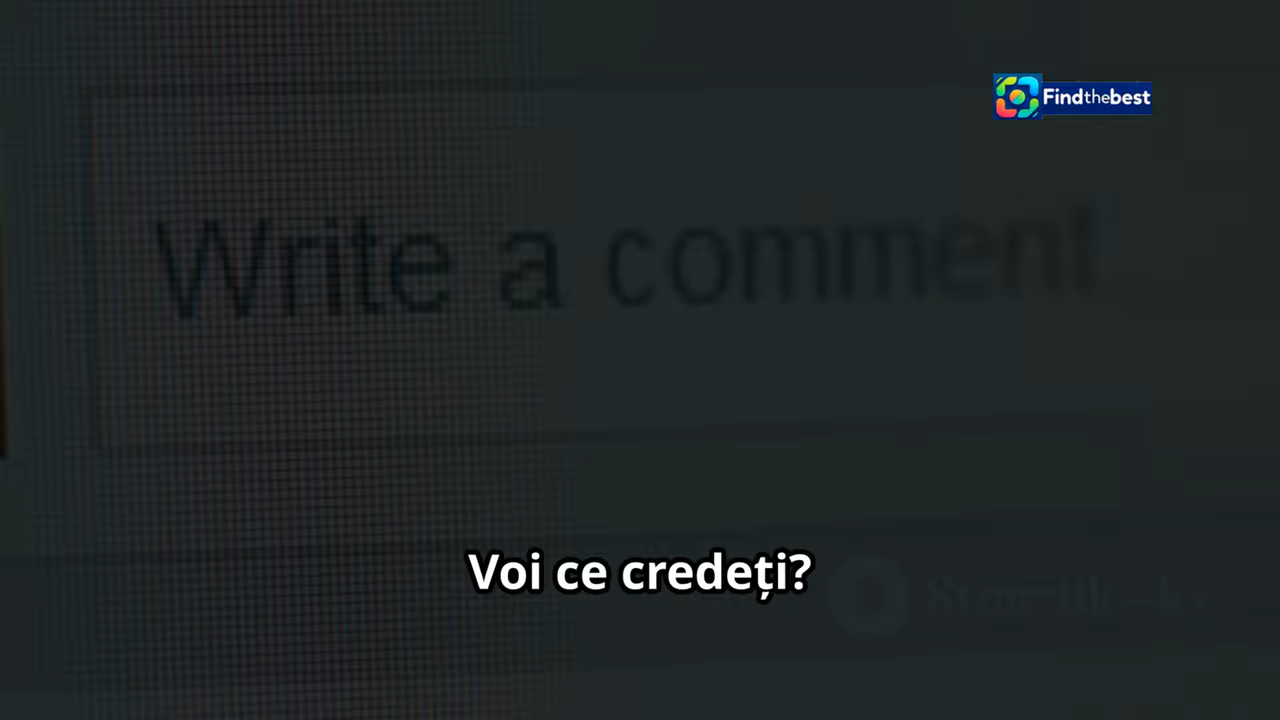 Findthebest
Write a comment
Voi ce credeți?